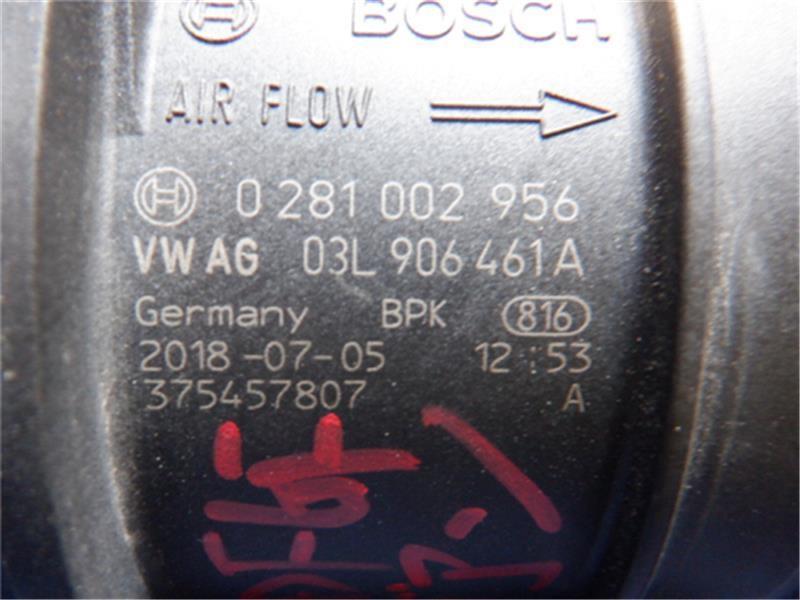 BOSCH
AIR FLOW
0 281 002 956
VW AG 03L 906 461 A
Germany BPK 816
2018-07-05 12:53
375457807 A